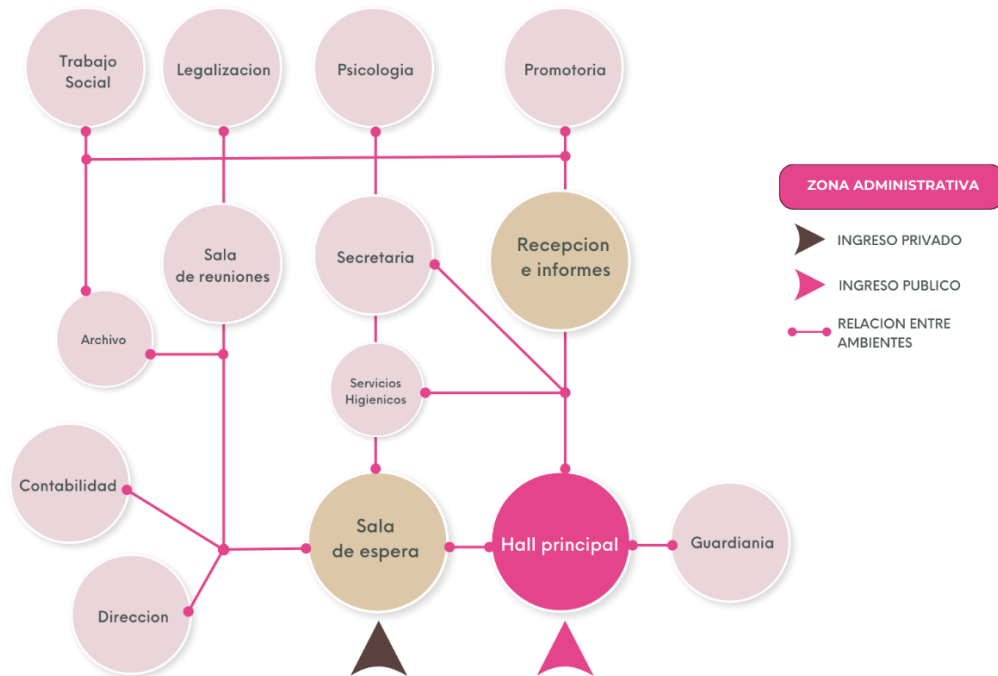 Trabajo
Social
Legalizacion
Psicologia
Promotoria
ZONA ADMINISTRATIVA
INGRESO PRIVADO
INGRESO PUBLICO
RELACION ENTRE
AMBIENTES
Sala
de reuniones
Secretaria
Recepcion
e informes
Archivo
Servicios
Higienicos
Contabilidad
Sala
de espera
Hall principal
Guardiania
Direccion